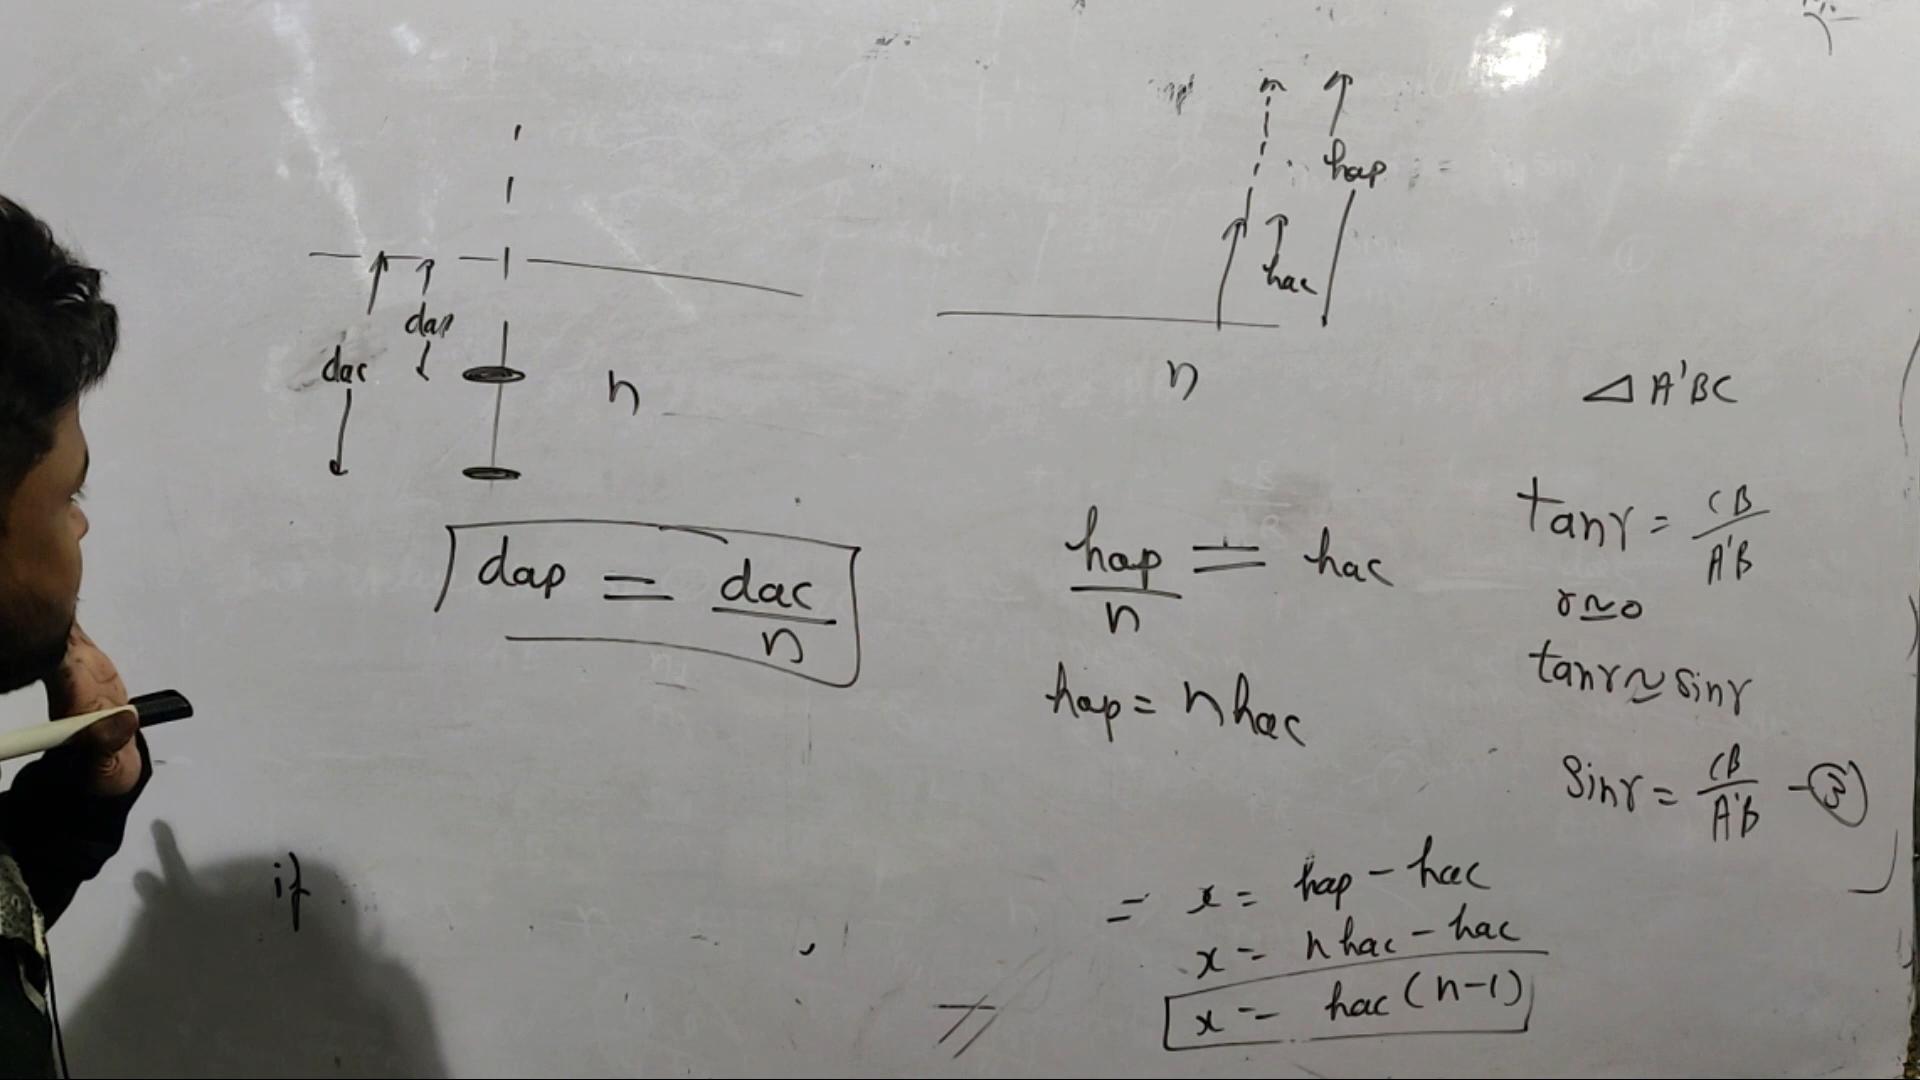 hap
hac
dap
dac
n
n
△ A'BC
dap = dac/n
hap/n = hac
hap = nhac
tanr = CB/A'B
r≃0
tanr≃sinr
Sinr = CB/A'B -③
if
= x = hap - hac
x = nhac - hac
x = hac (n-1)